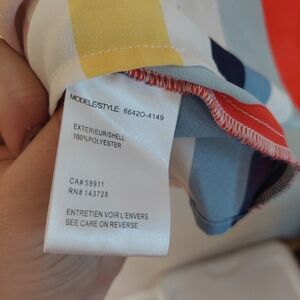 MODELE/STYLE: 66420-4149
EXTERIEUR/SHELL
100% POLYESTER
CA# 58911
RN# 143728
ENTRETIEN VOIR L'ENVERS
SEE CARE ON REVERSE